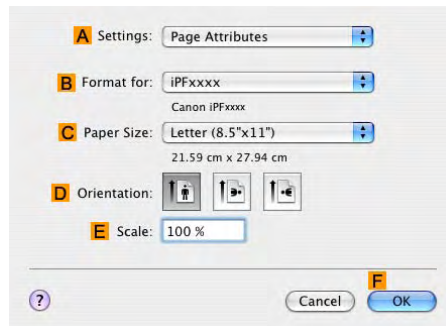 A Settings: Page Attributes
B Format for: iPFxxxx
Canon iPFxxxx
C Paper Size: Letter (8.5"x11")
21.59 cm x 27.94 cm
D Orientation:
E Scale: 100 %
F
? Cancel OK